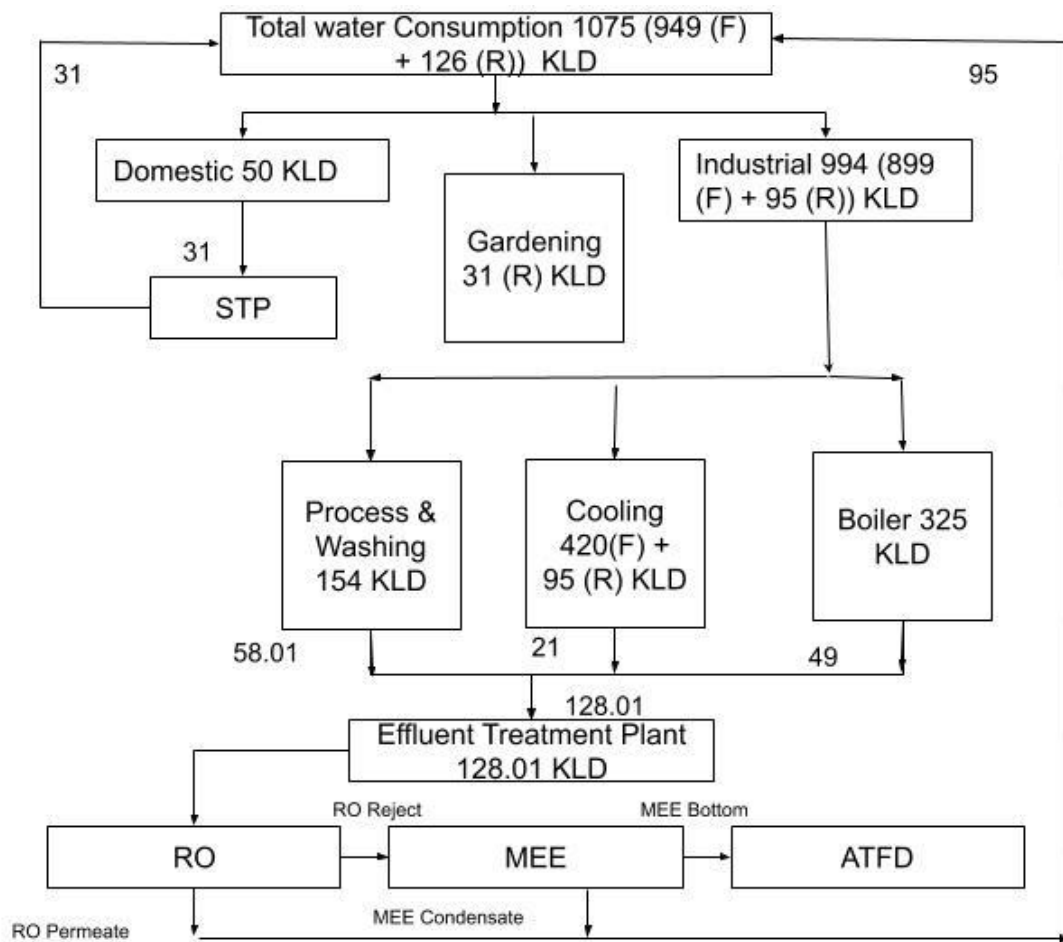 Total water Consumption 1075 (949 (F)
+ 126 (R))  KLD
31
95
Domestic 50 KLD
Industrial 994 (899
(F) + 95 (R)) KLD
Gardening
31 (R) KLD
31
STP
Process &
Washing
154 KLD
Cooling
420(F) +
95 (R) KLD
Boiler 325
KLD
58.01
21
49
128.01
Effluent Treatment Plant
128.01 KLD
RO Reject
MEE Bottom
RO
MEE
ATFD
MEE Condensate
RO Permeate